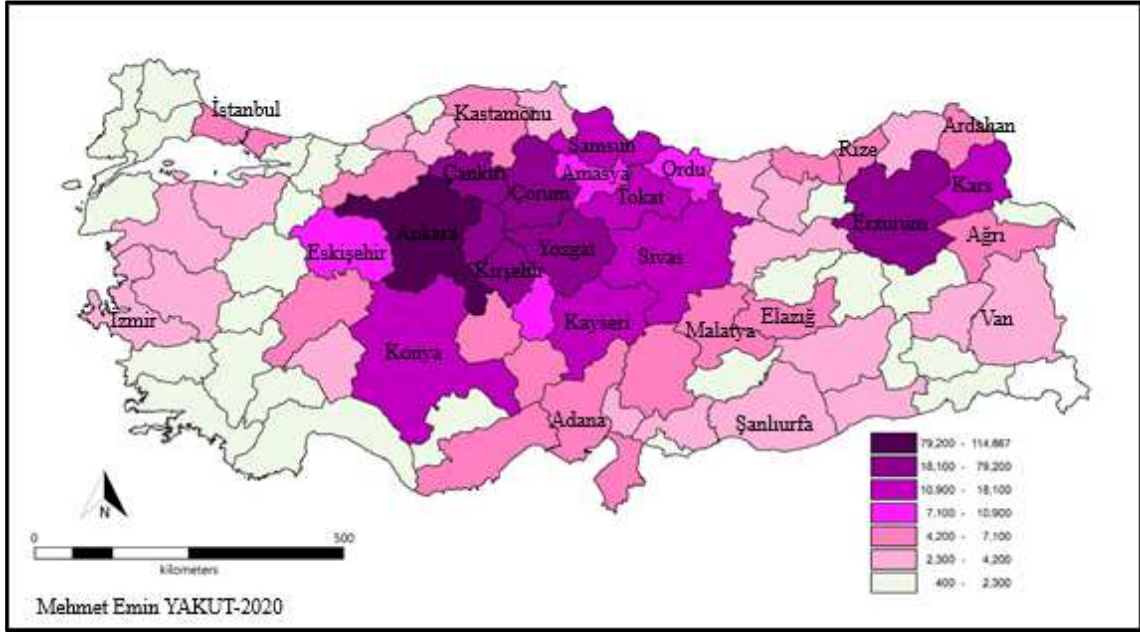 İstanbul
Kastamonu
Samsun
Ardahan
Rize
Çankırı
Amasya
Ordu
Çorum
Tokat
Kars
Ankara
Erzurum
Eskişehir
Yozgat
Sivas
Ağrı
Kırşehir
İzmir
Kayseri
Malatya
Elazığ
Van
Konya
Adana
Şanlıurfa
79,200 - 114,867
18,100 - 79,200
10,900 - 18,100
7,100 - 10,900
4,200 - 7,100
2,300 - 4,200
400 - 2,300
N
0 500
kilometers
Mehmet Emin YAKUT-2020